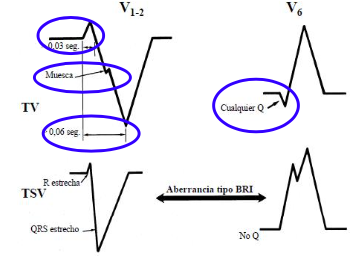 V1-2
V6
0,03 seg.
Muesca
TV
Cualquier Q
0,06 seg.
R estrecha
TSV
Aberrancia tipo BRI
QRS estrecho
No Q